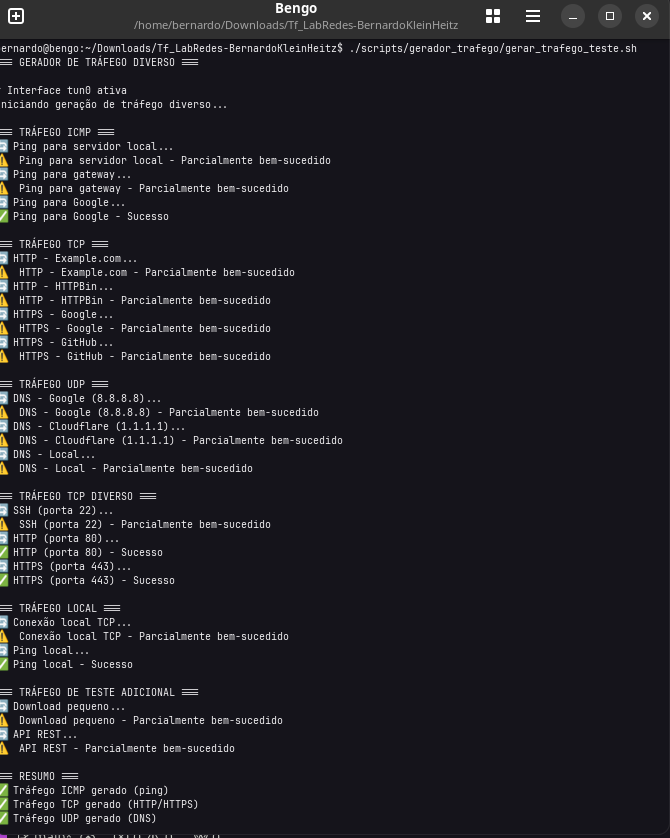 Bengo
/home/bernardo/Downloads/Tf_LabRedes-BernardoKleinHeitz
ernardo@bengo:~/Downloads/Tf_LabRedes-BernardoKleinHeitz$ ./scripts/gerador_trafego/gerar_trafego_teste.sh
=== GERADOR DE TRÁFEGO DIVERSO ===
Interface tun0 ativa
niciando geração de tráfego diverso...
=== TRÁFEGO ICMP ===
🔄 Ping para servidor local...
⚠️ Ping para servidor local - Parcialmente bem-sucedido
🔄 Ping para gateway...
⚠️ Ping para gateway - Parcialmente bem-sucedido
🔄 Ping para Google...
✅ Ping para Google - Sucesso
=== TRÁFEGO TCP ===
🔄 HTTP - Example.com...
⚠️ HTTP - Example.com - Parcialmente bem-sucedido
🔄 HTTP - HTTPBin...
⚠️ HTTP - HTTPBin - Parcialmente bem-sucedido
🔄 HTTPS - Google...
⚠️ HTTPS - Google - Parcialmente bem-sucedido
🔄 HTTPS - GitHub...
⚠️ HTTPS - GitHub - Parcialmente bem-sucedido
=== TRÁFEGO UDP ===
🔄 DNS - Google (8.8.8.8)...
⚠️ DNS - Google (8.8.8.8) - Parcialmente bem-sucedido
🔄 DNS - Cloudflare (1.1.1.1)...
⚠️ DNS - Cloudflare (1.1.1.1) - Parcialmente bem-sucedido
🔄 DNS - Local...
⚠️ DNS - Local - Parcialmente bem-sucedido
=== TRÁFEGO TCP DIVERSO ===
🔄 SSH (porta 22)...
⚠️ SSH (porta 22) - Parcialmente bem-sucedido
🔄 HTTP (porta 80)...
✅ HTTP (porta 80) - Sucesso
🔄 HTTPS (porta 443)...
✅ HTTPS (porta 443) - Sucesso
=== TRÁFEGO LOCAL ===
🔄 Conexão local TCP...
⚠️ Conexão local TCP - Parcialmente bem-sucedido
🔄 Ping local...
✅ Ping local - Sucesso
=== TRÁFEGO DE TESTE ADICIONAL ===
🔄 Download pequeno...
⚠️ Download pequeno - Parcialmente bem-sucedido
🔄 API REST...
⚠️ API REST - Parcialmente bem-sucedido
=== RESUMO ===
✅ Tráfego ICMP gerado (ping)
✅ Tráfego TCP gerado (HTTP/HTTPS)
✅ Tráfego UDP gerado (DNS)